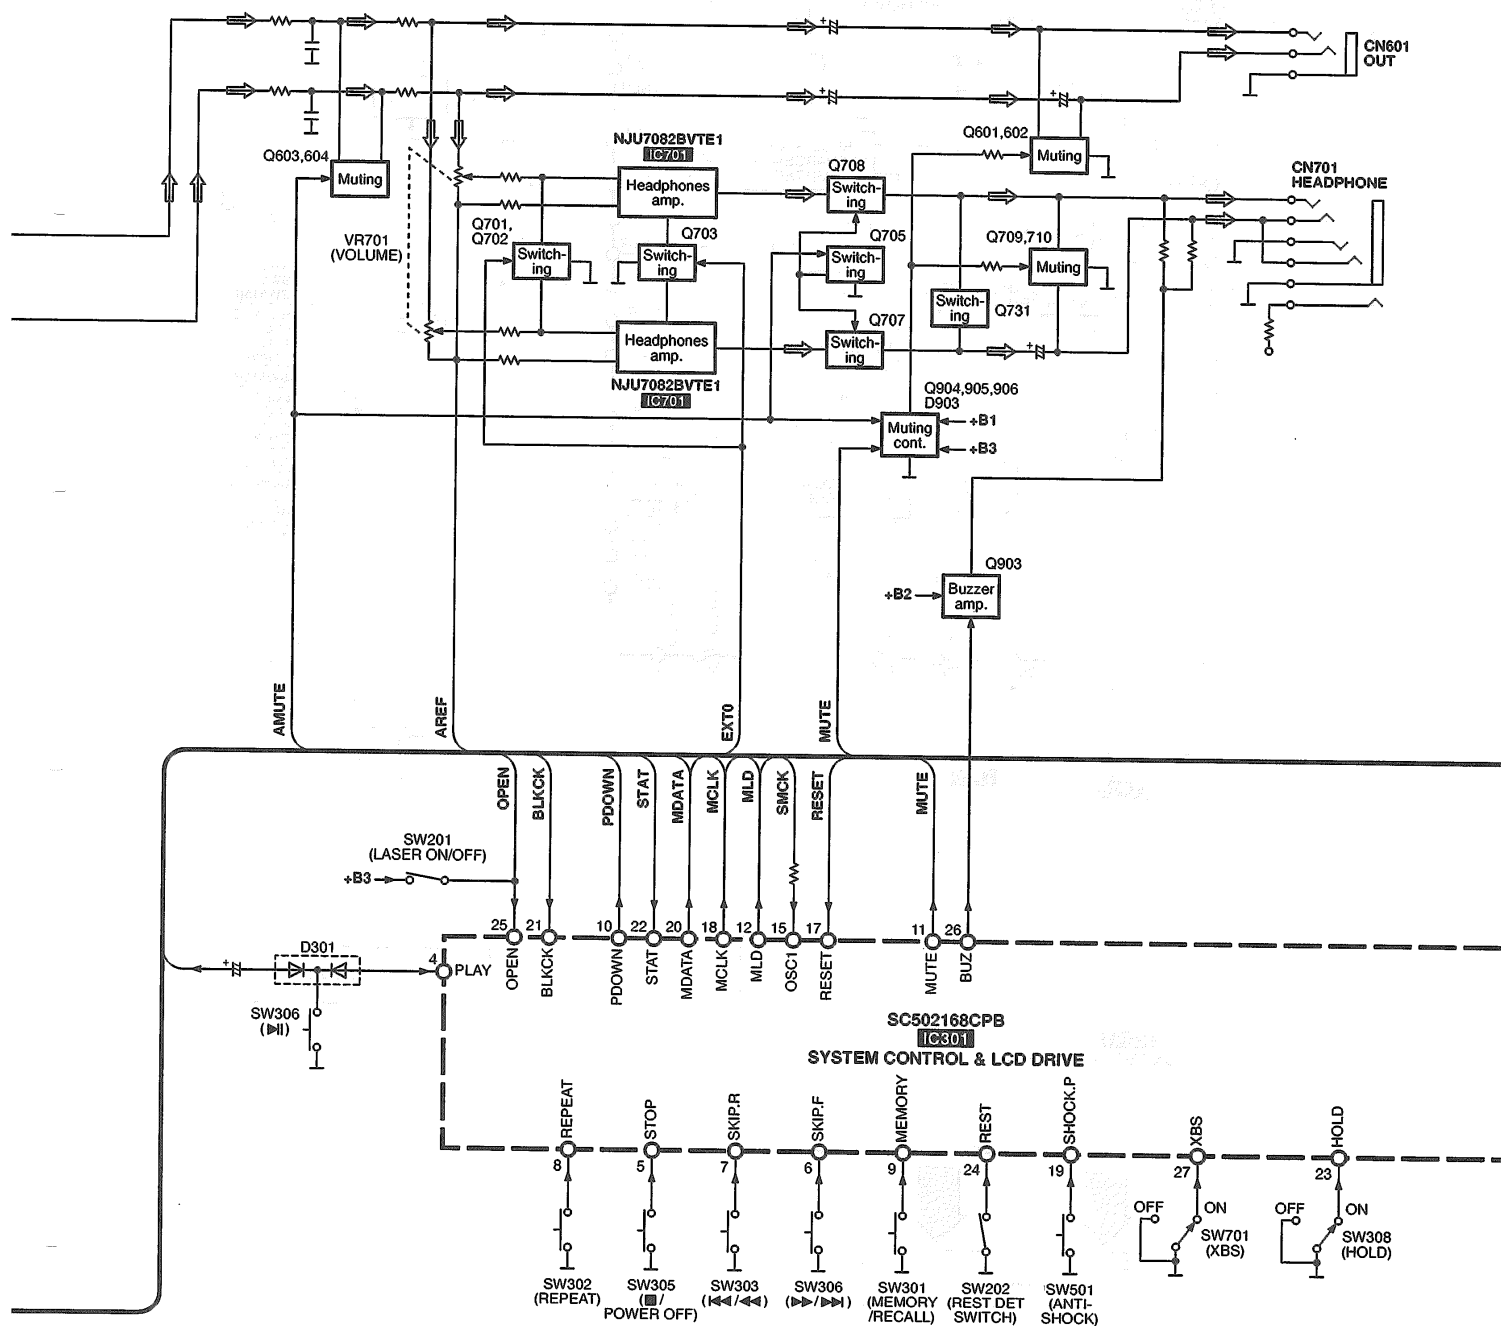 CN601
OUT
Q603,604
Muting
NJU7082BVTE1
IC701
Headphones
amp.
Q601,602
Muting
Q708
Switch-
ing
CN701
HEADPHONE
VR701
(VOLUME)
Q701,
Q702
Switch-
ing
Q703
Switch-
ing
Q705
Switch-
ing
Q709,710
Muting
Switch-
ing
Q731
Q707
Switch-
ing
Headphones
amp.
NJU7082BVTE1
IC701
Q904,905,906
D903
Muting
cont.
+B1
+B3
Q903
+B2
Buzzer
amp.
AMUTE
AREF
EXT0
MUTE
OPEN
BLKCK
PDOWN
STAT
MDATA
MCLK
MLD
SMCK
RESET
MUTE
SW201
(LASER ON/OFF)
+B3
25
21
10
22
20
18
12
15
17
11
26
D301
4
PLAY
OPEN
BLKCK
PDOWN
STAT
MDATA
MCLK
MLD
OSC1
RESET
MUTE
BUZ
SW306
(▶II)
SC502168CPB
IC301
SYSTEM CONTROL & LCD DRIVE
REPEAT
STOP
SKIP.R
SKIP.F
MEMORY
REST
SHOCK.P
XBS
HOLD
8
5
7
6
9
24
19
27
23
OFF
ON
SW701
(XBS)
OFF
ON
SW308
(HOLD)
SW302
(REPEAT)
SW305
(■/
POWER OFF)
SW303
(I◀◀/◀◀)
SW306
(▶▶/▶▶I)
SW301
(MEMORY
/RECALL)
SW202
(REST DET
SWITCH)
SW501
(ANTI-
SHOCK)